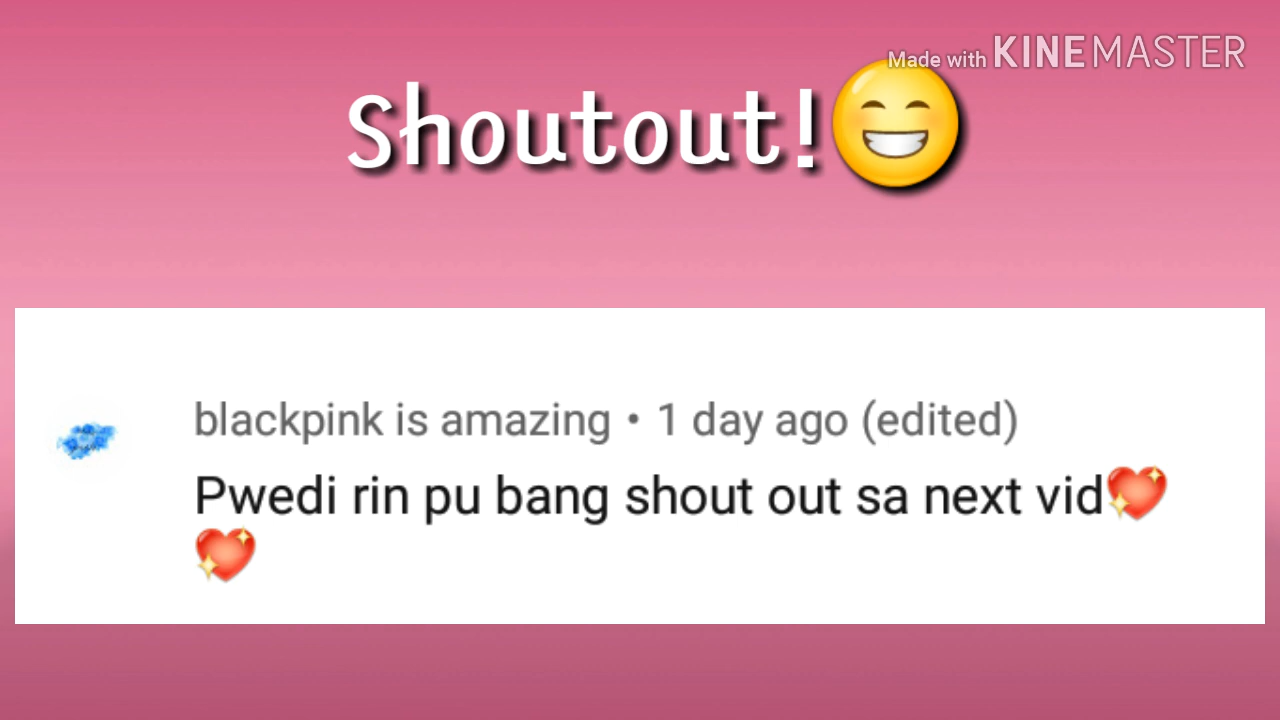 Made with KINEMASTER
Shoutout!😁
blackpink is amazing • 1 day ago (edited)
Pwedi rin pu bang shout out sa next vid💖
💖